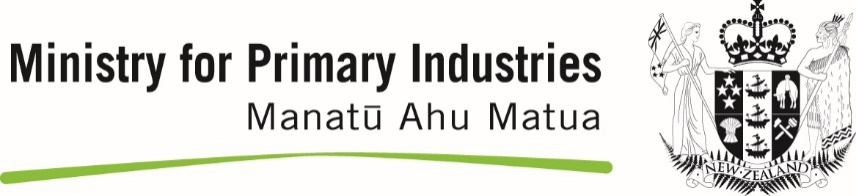 Ministry for Primary Industries
Manatū Ahu Matua
NEW ZEALAND